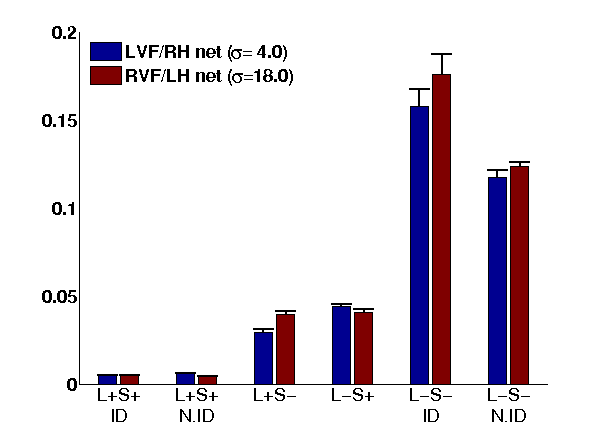 0.2
LVF/RH net (σ= 4.0)
RVF/LH net (σ=18.0)
0.15
0.1
0.05
0
L+S+ L+S+ L+S− L−S+ L−S− L−S−
ID N.ID ID N.ID